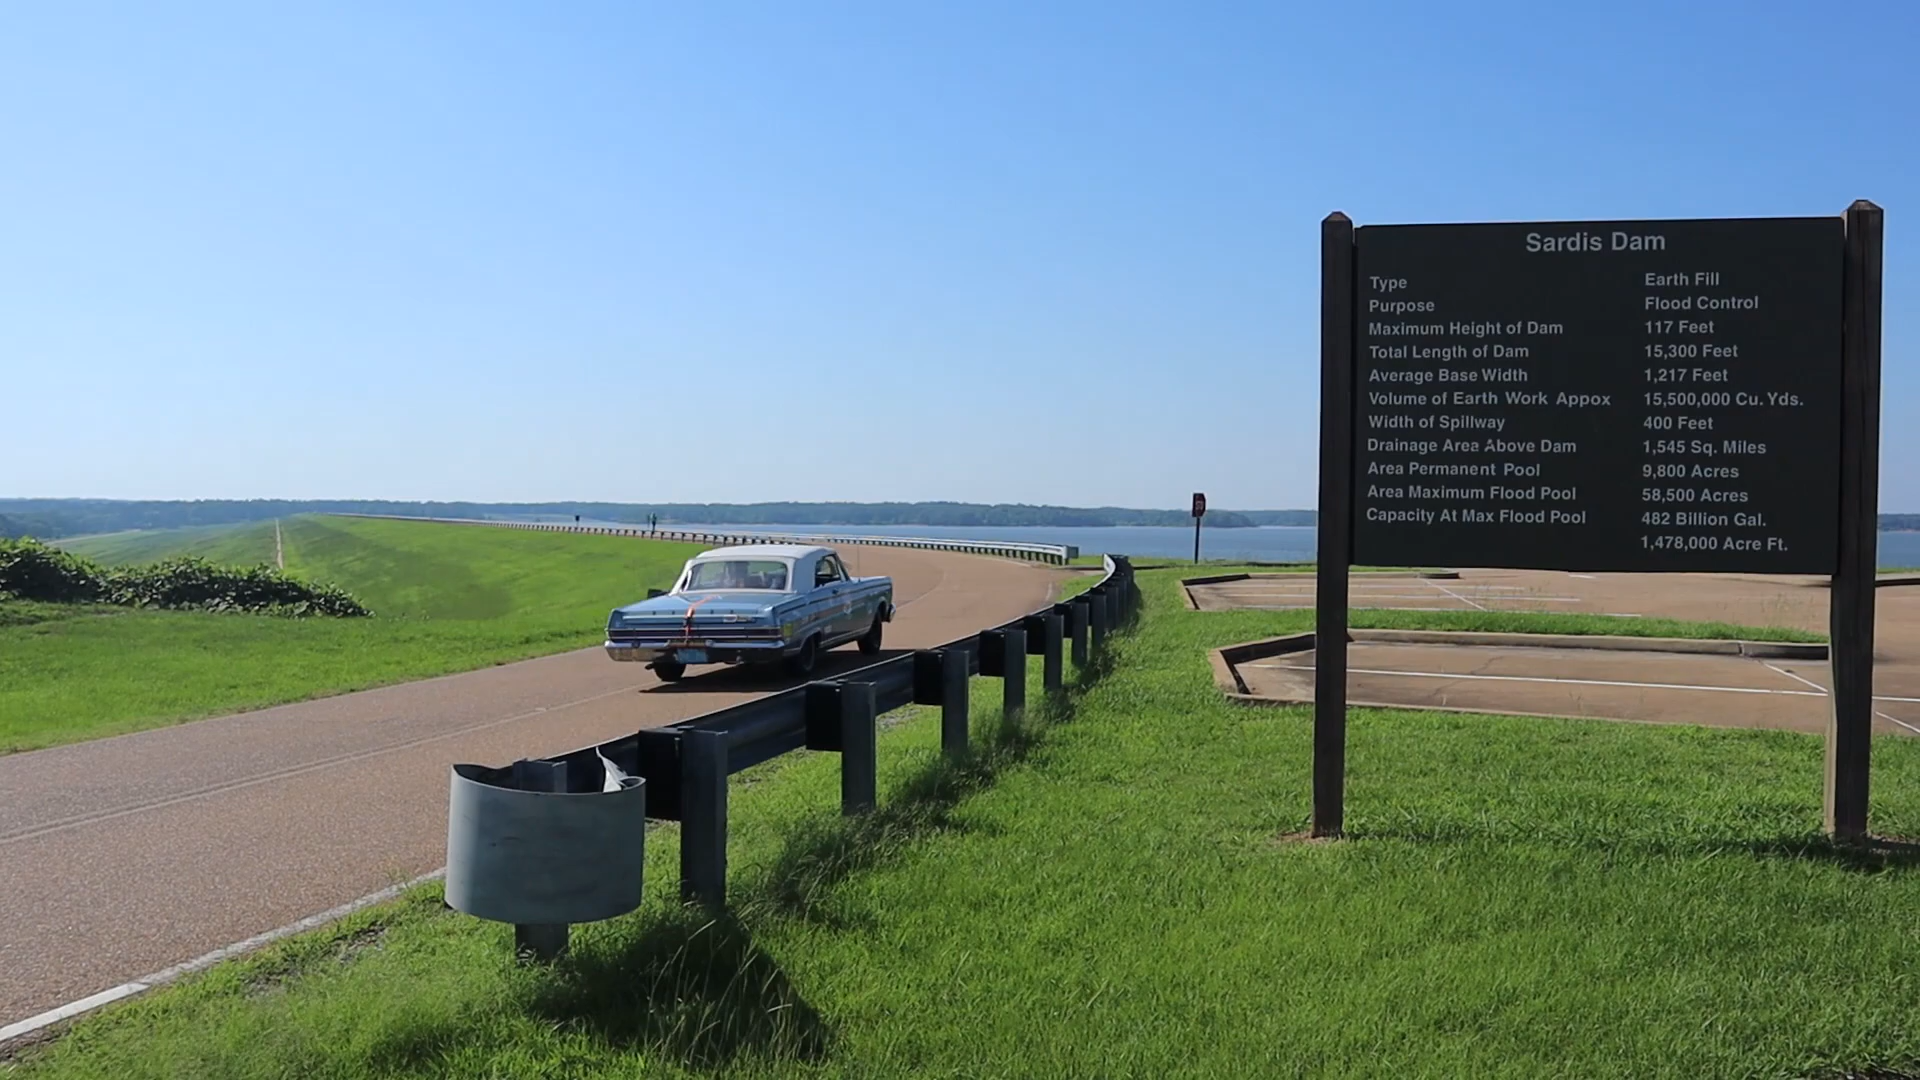 Sardis Dam
Type Earth Fill
Purpose Flood Control
Maximum Height of Dam 117 Feet
Total Length of Dam 15,300 Feet
Average Base Width 1,217 Feet
Volume of Earth Work Appox 15,500,000 Cu. Yds.
Width of Spillway 400 Feet
Drainage Area Above Dam 1,545 Sq. Miles
Area Permanent Pool 9,800 Acres
Area Maximum Flood Pool 58,500 Acres
Capacity At Max Flood Pool 482 Billion Gal.
1,478,000 Acre Ft.